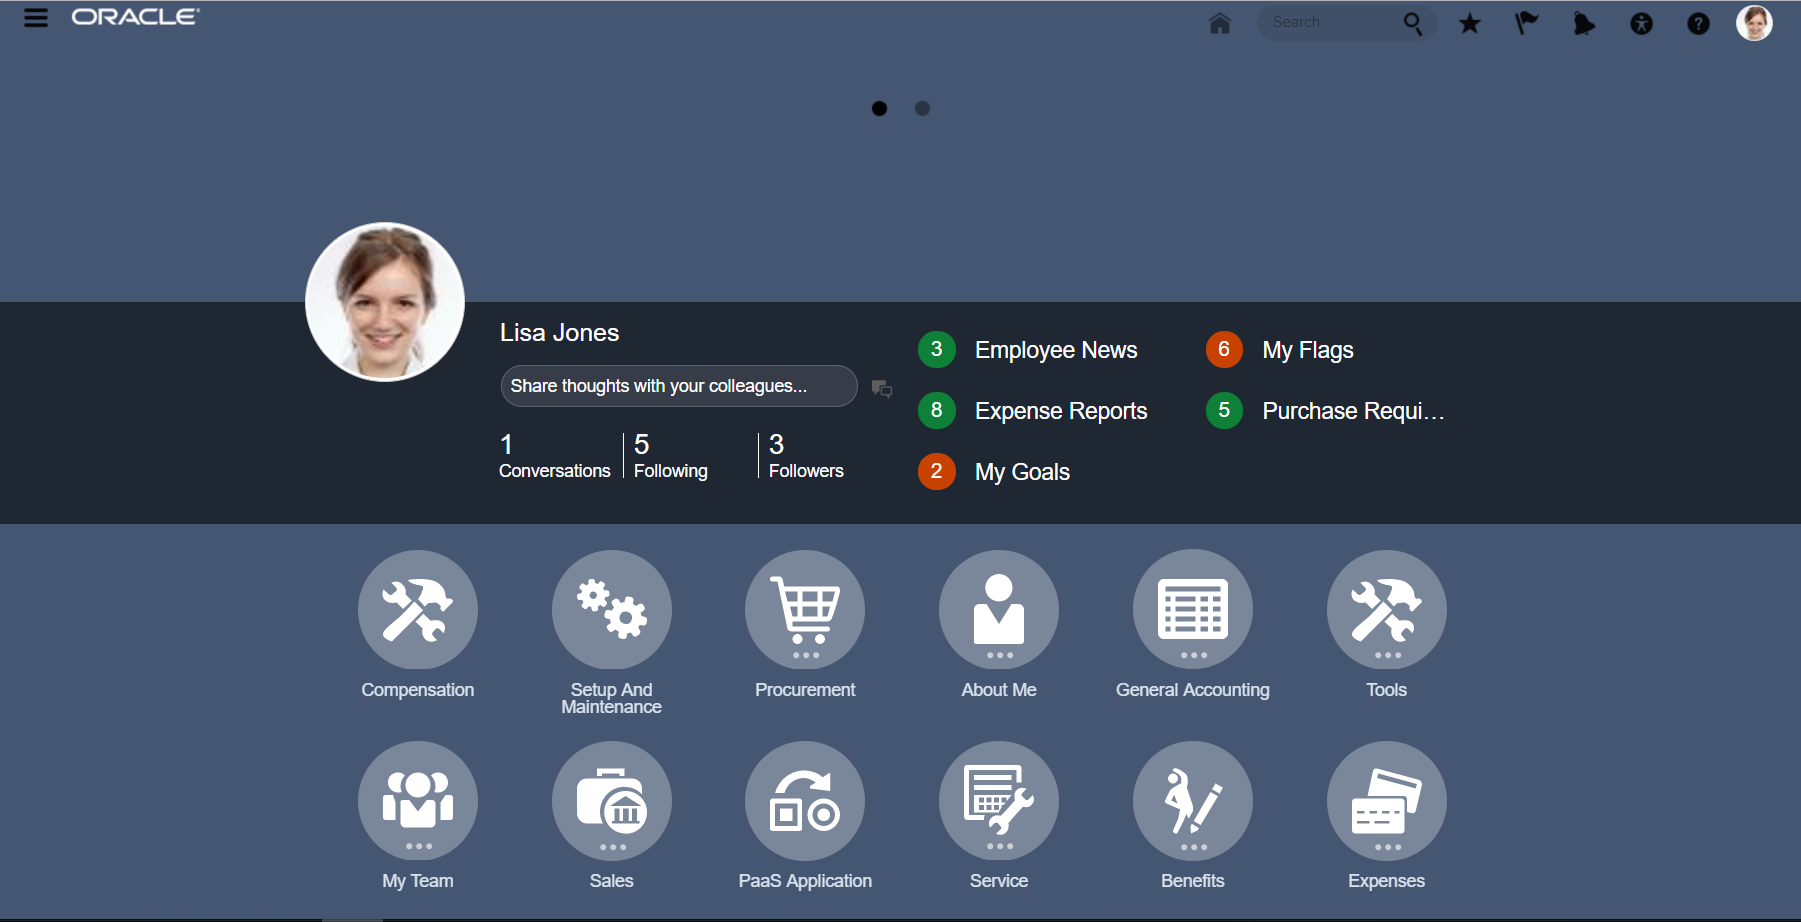 ORACLE
Search
Lisa Jones
Share thoughts with your colleagues...
1
Conversations
5
Following
3
Followers
3 Employee News
6 My Flags
8 Expense Reports
5 Purchase Requi...
2 My Goals
Compensation
Setup And
Maintenance
Procurement
About Me
General Accounting
Tools
My Team
Sales
PaaS Application
Service
Benefits
Expenses